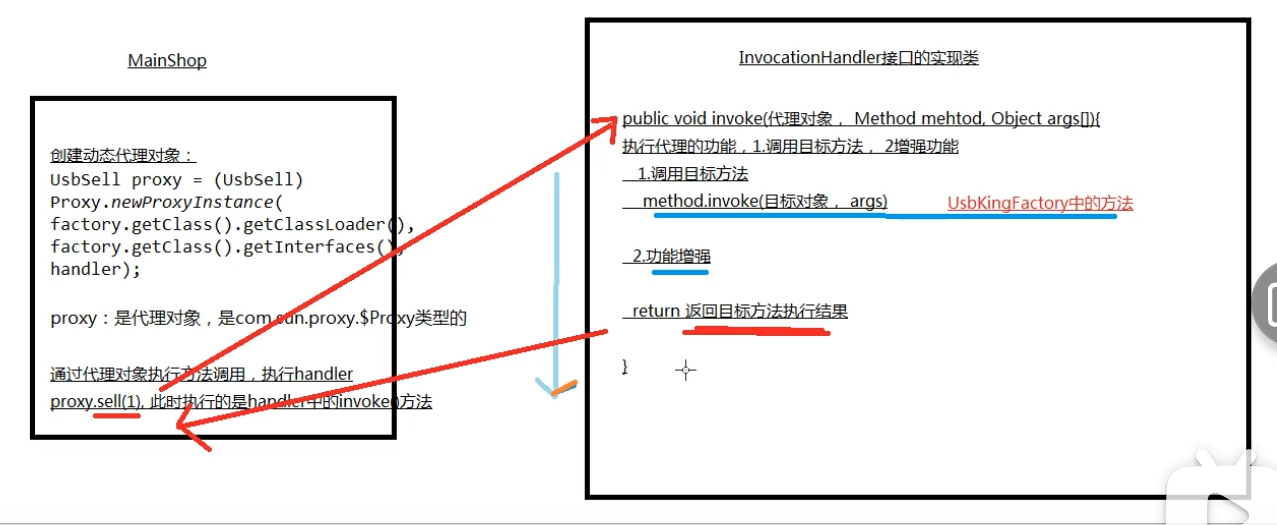 MainShop
创建动态代理对象：
UsbSell proxy = (UsbSell)
Proxy.newProxyInstance(
factory.getClass().getClassLoader(),
factory.getClass().getInterfaces(),
handler);
proxy：是代理对象，是com.sun.proxy.$Proxy类型的
通过代理对象执行方法调用，执行handler
proxy.sell(1), 此时执行的是handler中的invoke()方法
InvocationHandler接口的实现类
public void invoke(代理对象， Method mehtod, Object args[]){
执行代理的功能，1.调用目标方法， 2增强功能
1.调用目标方法
method.invoke(目标对象， args) UsbKingFactory中的方法
2.功能增强
return 返回目标方法执行结果
}